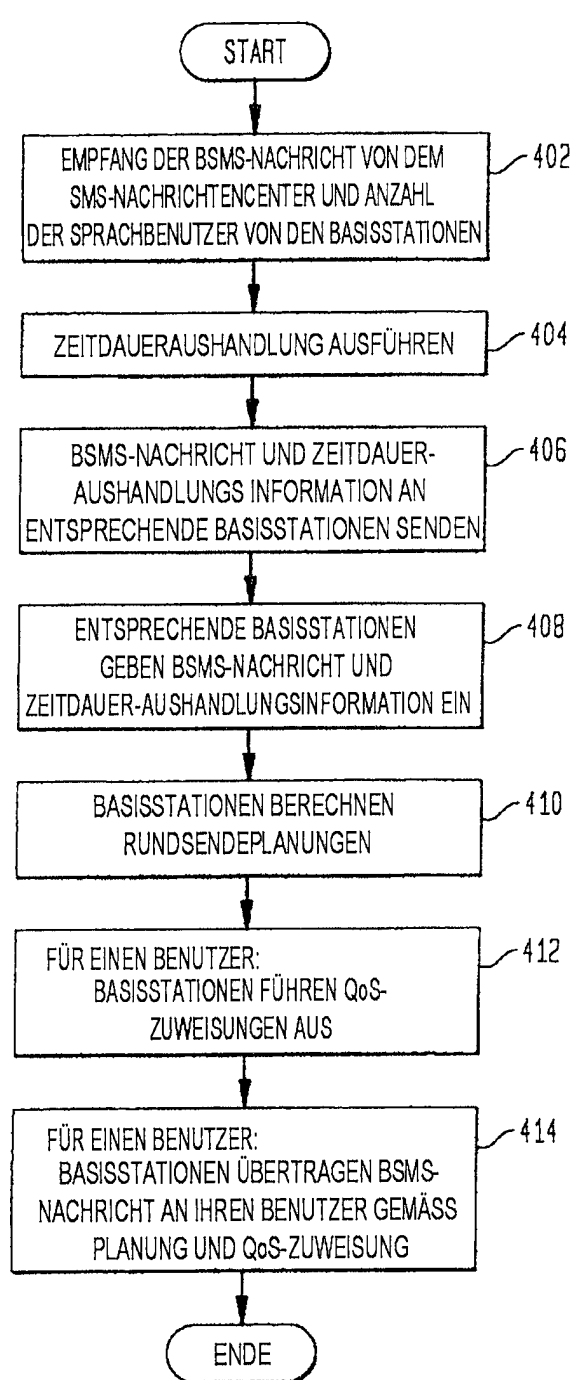 START
EMPFANG DER BSMS-NACHRICHT VON DEM
SMS-NACHRICHTENCENTER UND ANZAHL
DER SPRACHBENUTZER VON DEN BASISSTATIONEN
402
ZEITDAUERAUSHANDLUNG AUSFÜHREN
404
BSMS-NACHRICHT UND ZEITDAUER-
AUSHANDLUNGS INFORMATION AN
ENTSPRECHENDE BASISSTATIONEN SENDEN
406
ENTSPRECHENDE BASISSTATIONEN
GEBEN BSMS-NACHRICHT UND
ZEITDAUER-AUSHANDLUNGSINFORMATION EIN
408
BASISSTATIONEN BERECHNEN
RUNDSENDEPLANUNGEN
410
FÜR EINEN BENUTZER:
BASISSTATIONEN FÜHREN QoS-
ZUWEISUNGEN AUS
412
FÜR EINEN BENUTZER:
BASISSTATIONEN ÜBERTRAGEN BSMS-
NACHRICHT AN IHREN BENUTZER GEMÄSS
PLANUNG UND QoS-ZUWEISUNG
414
ENDE